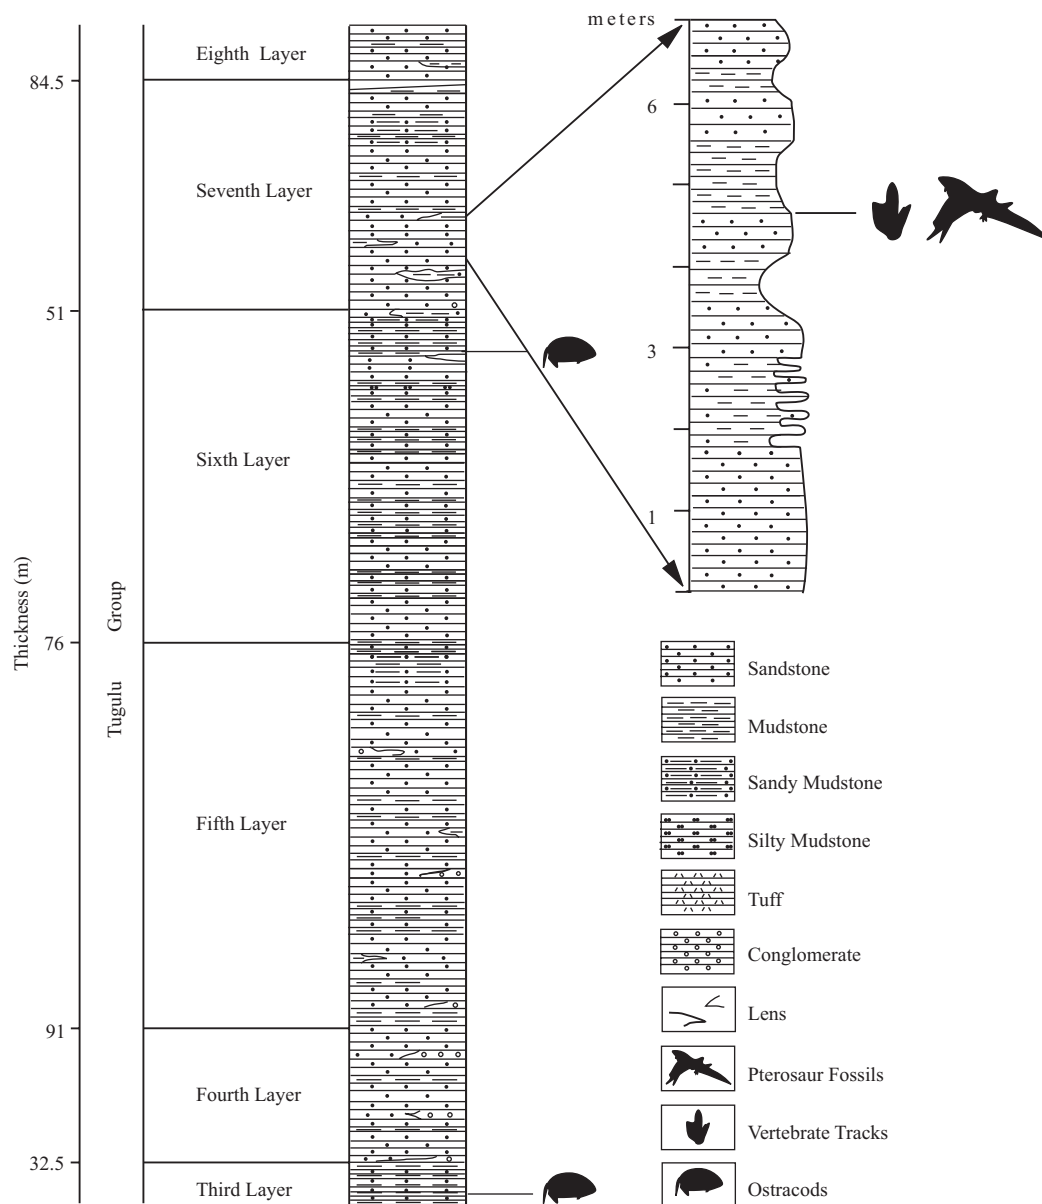 meters
6
3
1
Eighth Layer
84.5
Seventh Layer
51
Sixth Layer
76
Fifth Layer
91
Fourth Layer
32.5
Third Layer
Thickness (m)
Tugulu Group
Sandstone
Mudstone
Sandy Mudstone
Silty Mudstone
Tuff
Conglomerate
Lens
Pterosaur Fossils
Vertebrate Tracks
Ostracods